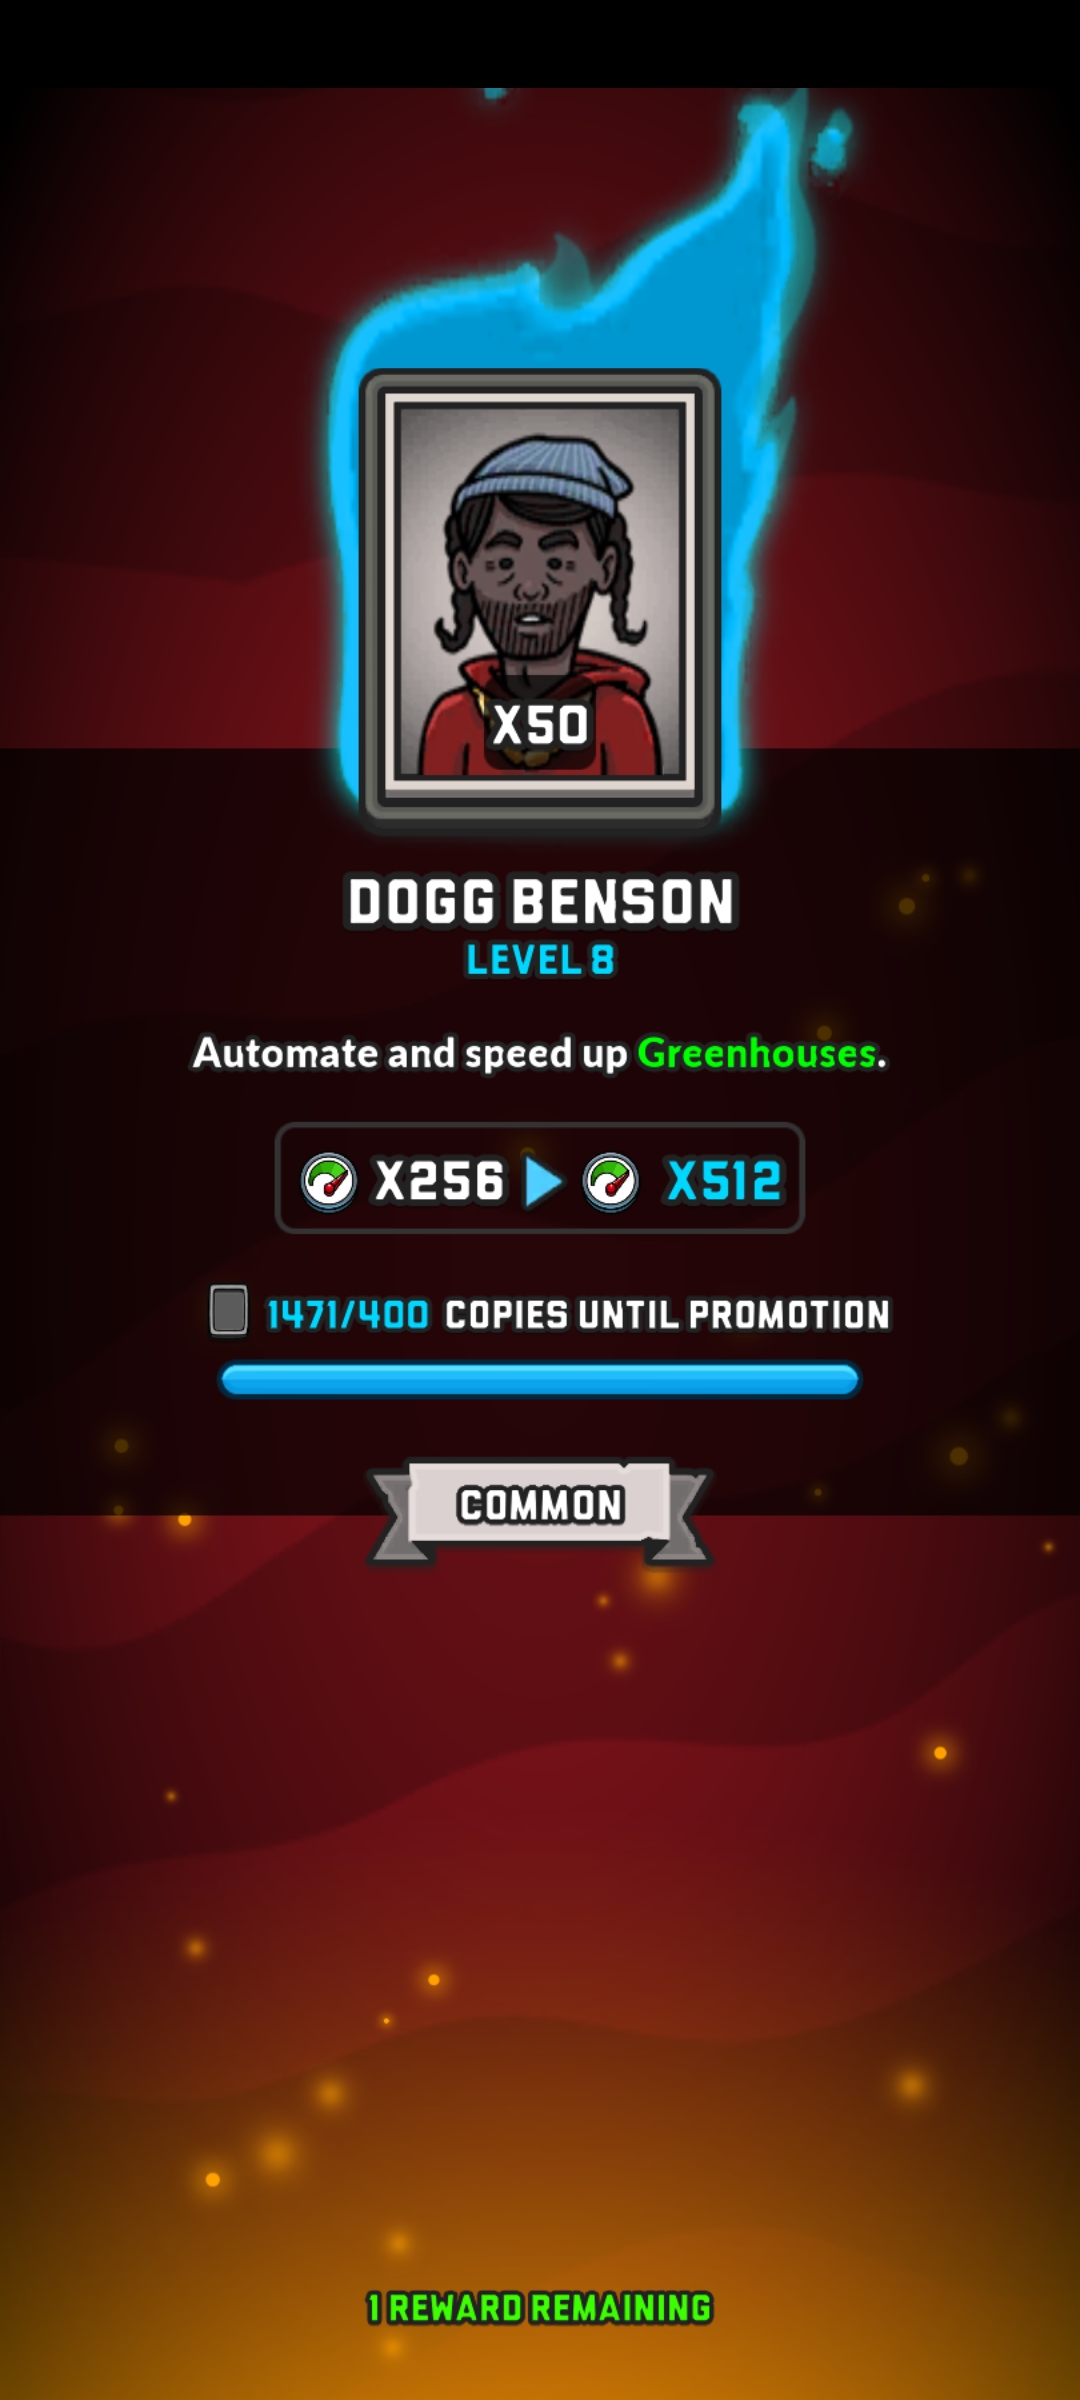 X50
DOGG BENSON
LEVEL 8
Automate and speed up Greenhouses.
X256 X512
1471/400 COPIES UNTIL PROMOTION
COMMON
1 REWARD REMAINING